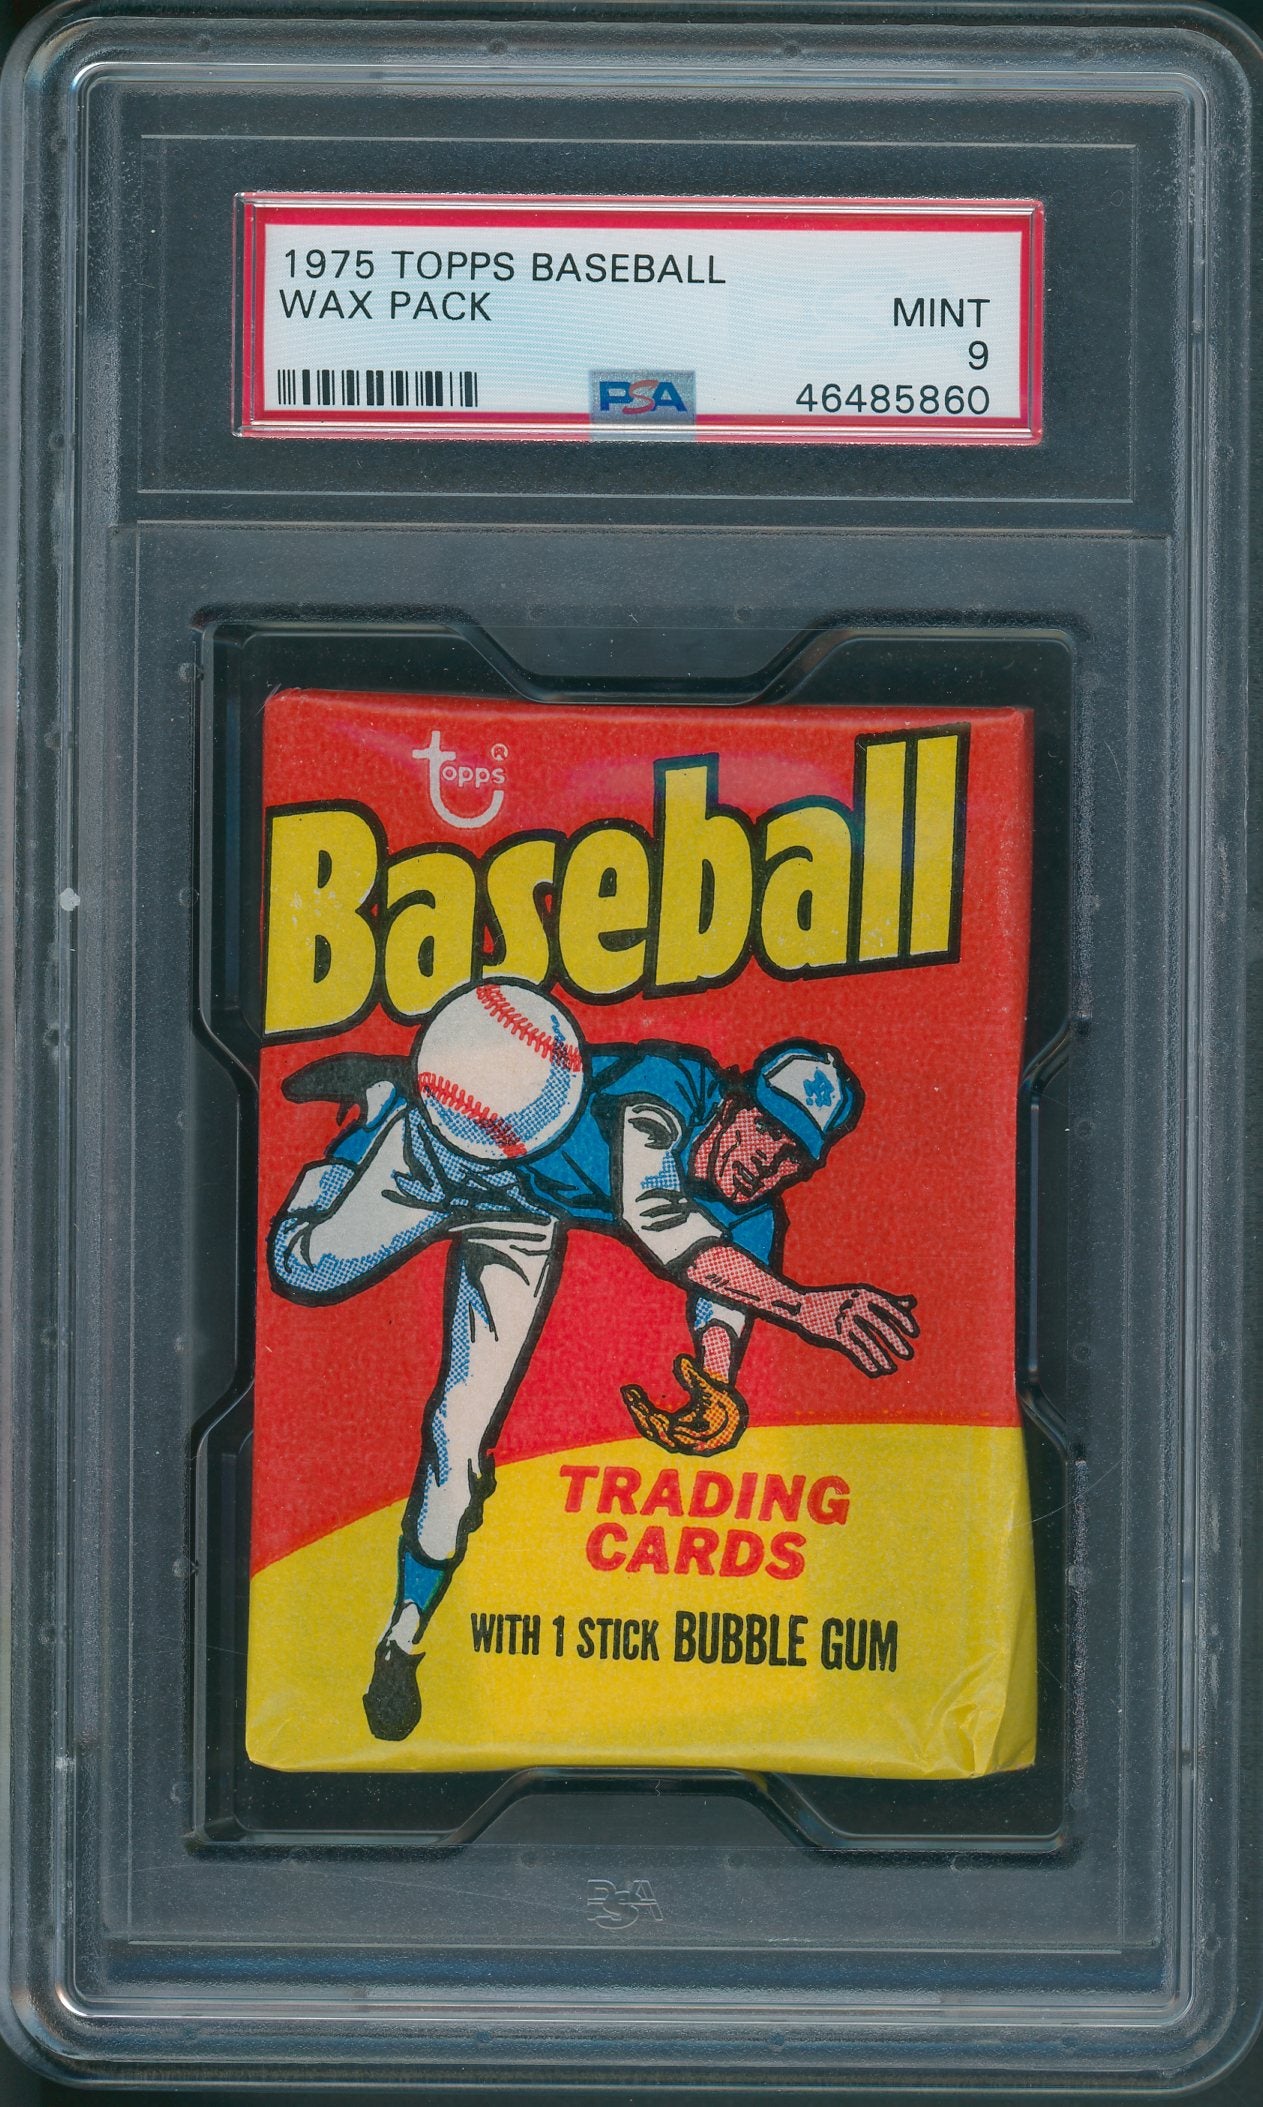 1975 TOPPS BASEBALL
WAX PACK
MINT
9
PSA
46485860
topps®
Baseball
TRADING
CARDS
WITH 1 STICK BUBBLE GUM
PSA